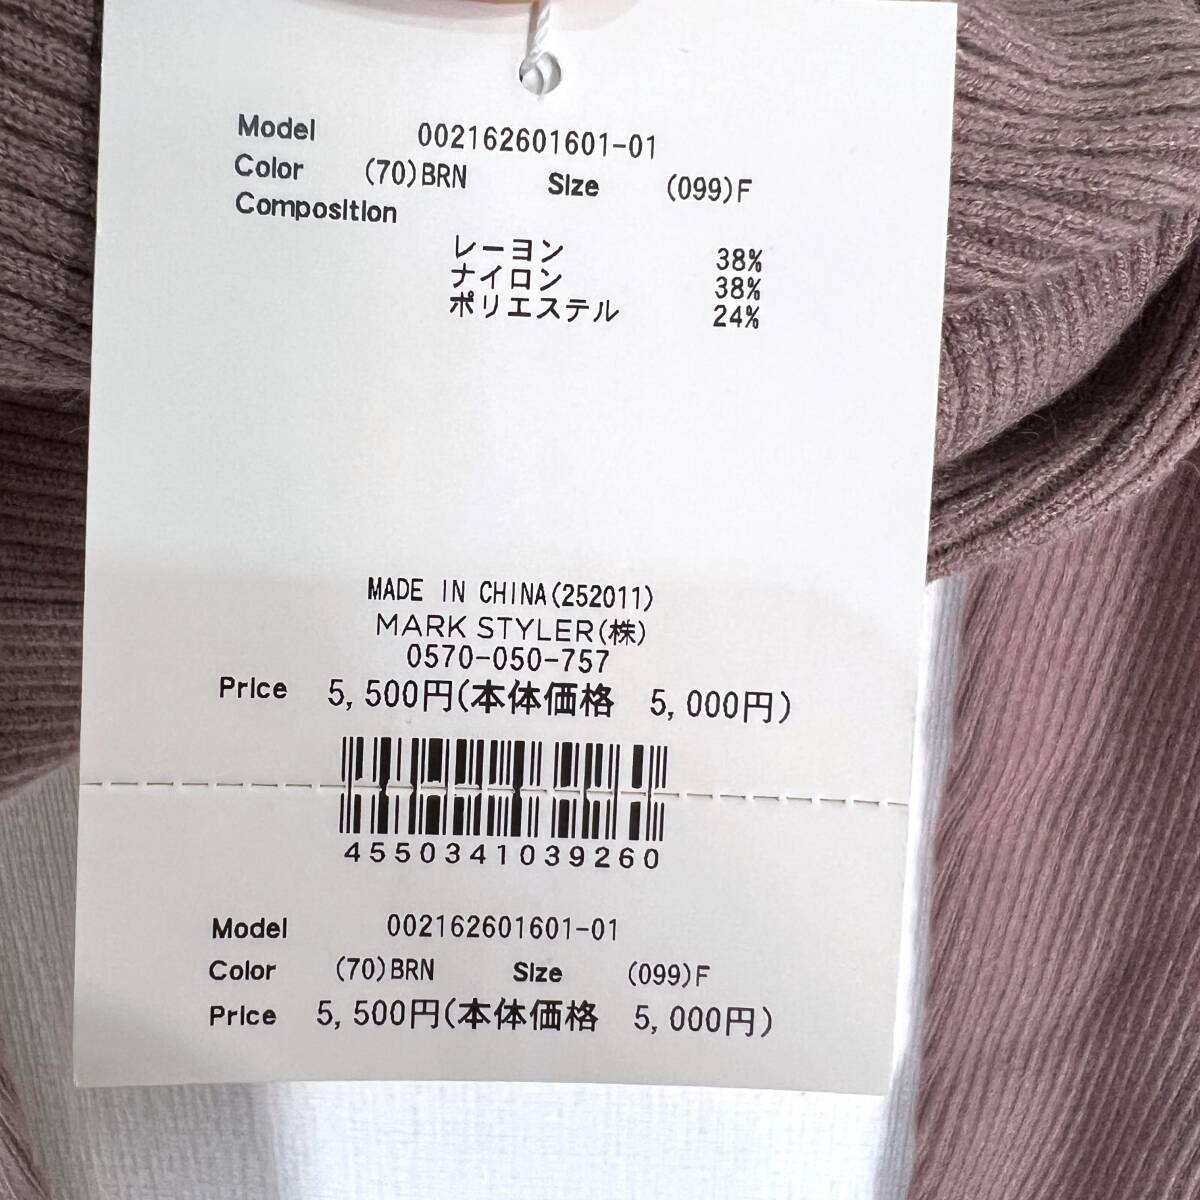 Model 002162601601-01
Color (70)BRN Size (099)F
Composition
レーヨン 38%
ナイロン 38%
ポリエステル 24%
MADE IN CHINA(252011)
MARK STYLER(株)
0570-050-757
Price 5,500円(本体価格 5,000円)
4550341039260
Model 002162601601-01
Color (70)BRN Size (099)F
Price 5,500円(本体価格 5,000円)